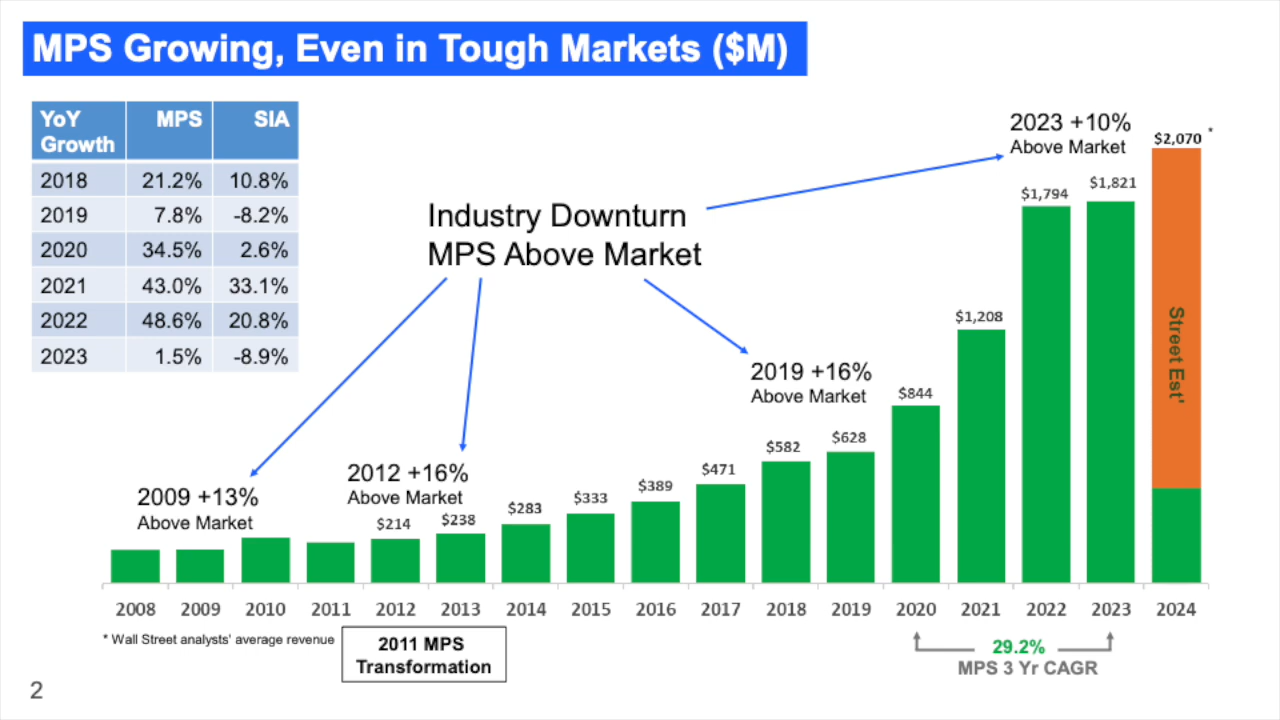 MPS Growing, Even in Tough Markets ($M)
YoY Growth MPS SIA
2018 21.2% 10.8%
2019 7.8% -8.2%
2020 34.5% 2.6%
2021 43.0% 33.1%
2022 48.6% 20.8%
2023 1.5% -8.9%
Industry Downturn
MPS Above Market
2023 +10%
Above Market
2019 +16%
Above Market
2012 +16%
Above Market
2009 +13%
Above Market
$214
$238
$283
$333
$389
$471
$582
$628
$844
$1,208
$1,794
$1,821
$2,070 *
Street Est'
2008 2009 2010 2011 2012 2013 2014 2015 2016 2017 2018 2019 2020 2021 2022 2023 2024
* Wall Street analysts' average revenue
2011 MPS
Transformation
29.2%
MPS 3 Yr CAGR
2